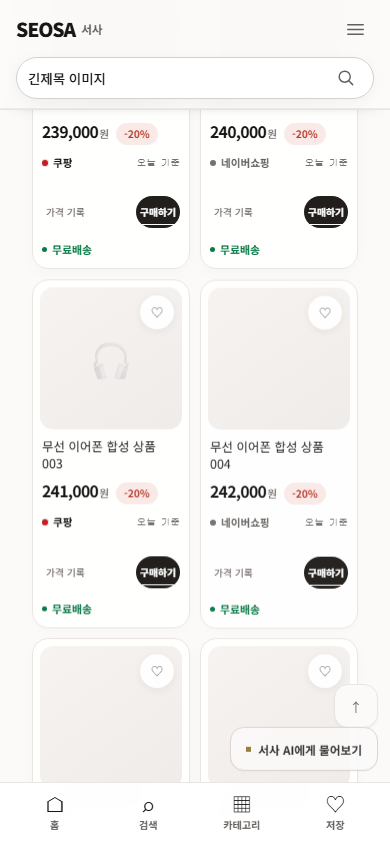 SEOSA 서사
긴제목 이미지
239,000원 -20%
쿠팡 오늘 기준
가격 기록 구매하기
무료배송
240,000원 -20%
네이버쇼핑 오늘 기준
가격 기록 구매하기
무료배송
무선 이어폰 합성 상품
003
241,000원 -20%
쿠팡 오늘 기준
가격 기록 구매하기
무료배송
무선 이어폰 합성 상품
004
242,000원 -20%
네이버쇼핑 오늘 기준
가격 기록 구매하기
무료배송
서사 AI에게 물어보기
홈 검색 카테고리 저장